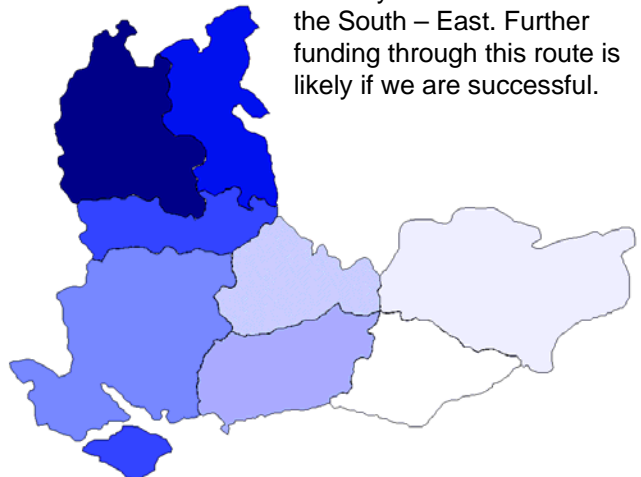 the South – East. Further
funding through this route is
likely if we are successful.